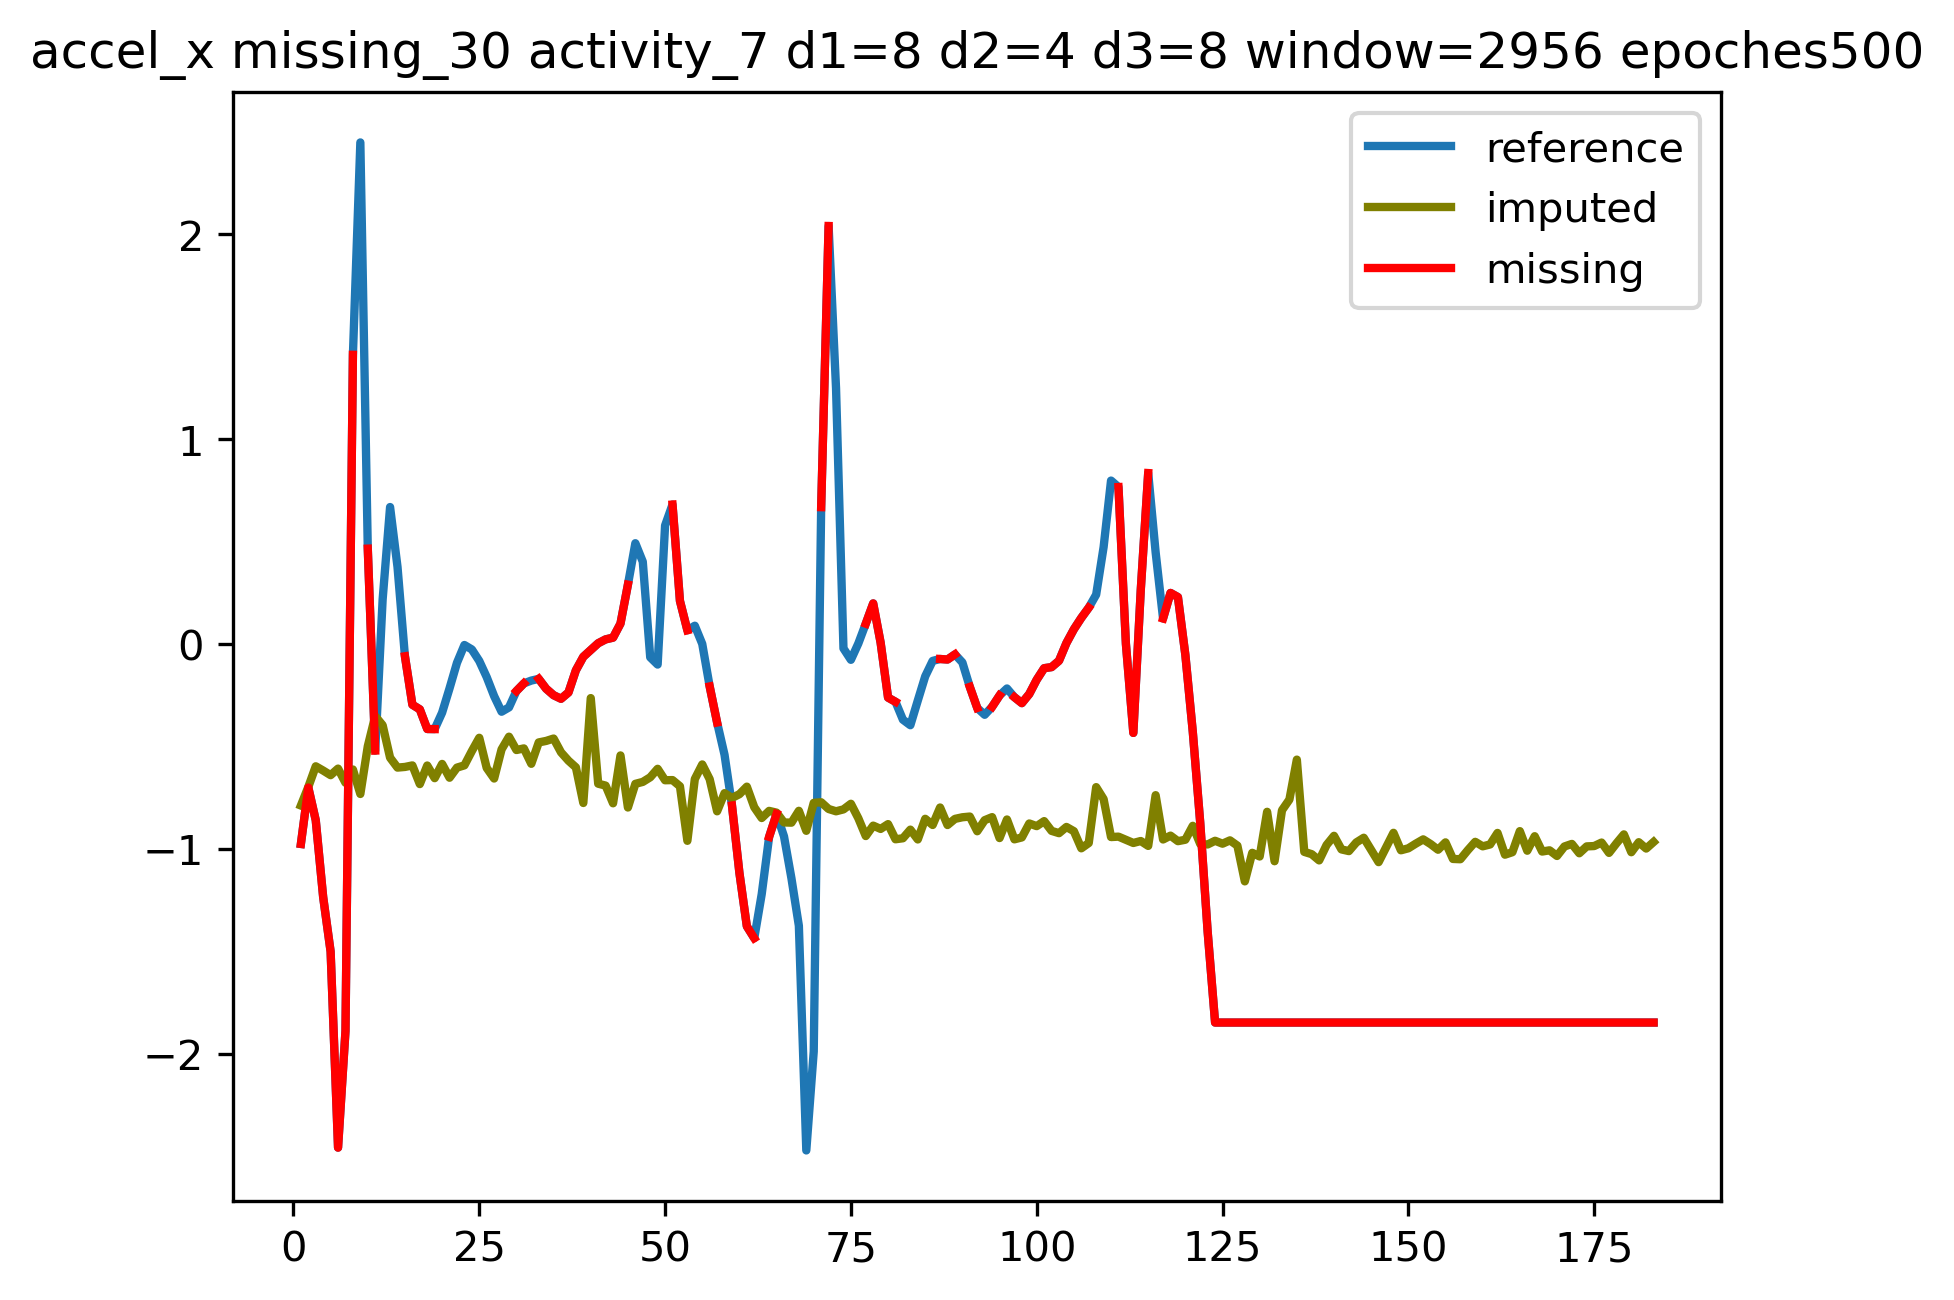 accel_x missing_30 activity_7 d1=8 d2=4 d3=8 window=2956 epoches500
reference
imputed
missing
2
1
0
−1
−2
0 25 50 75 100 125 150 175